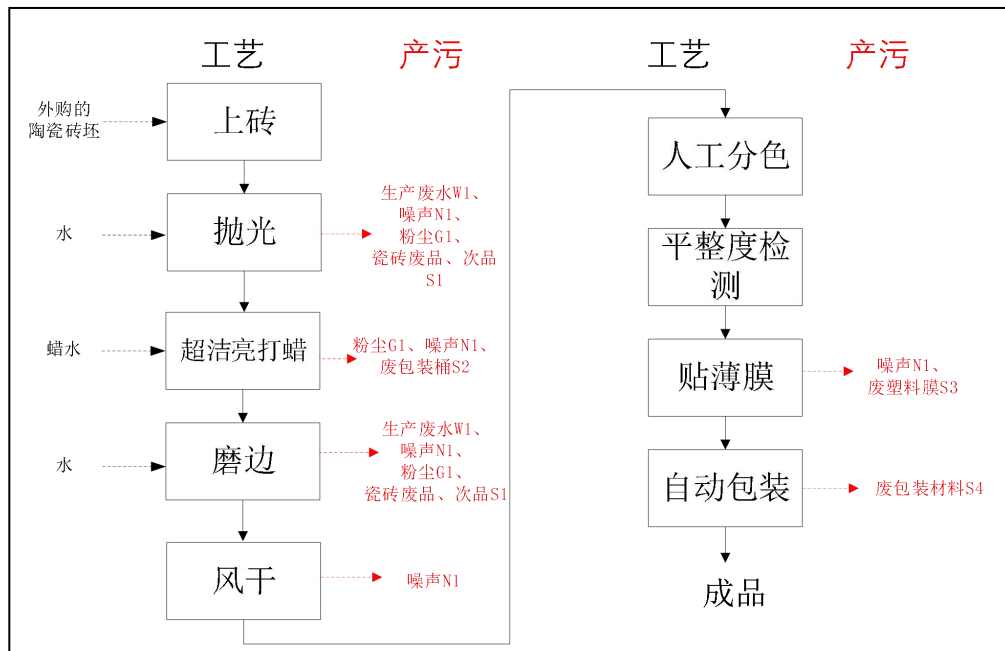 工艺
产污
外购的
陶瓷砖坯
上砖
水
抛光
生产废水W1、
噪声N1、
粉尘G1、
瓷砖废品、次品
S1
蜡水
超洁亮打蜡
粉尘G1、噪声N1、
废包装桶S2
水
磨边
生产废水W1、
噪声N1、
粉尘G1、
瓷砖废品、次品S1
风干
噪声N1
工艺
产污
人工分色
平整度检
测
贴薄膜
噪声N1、
废塑料膜S3
自动包装
废包装材料S4
成品